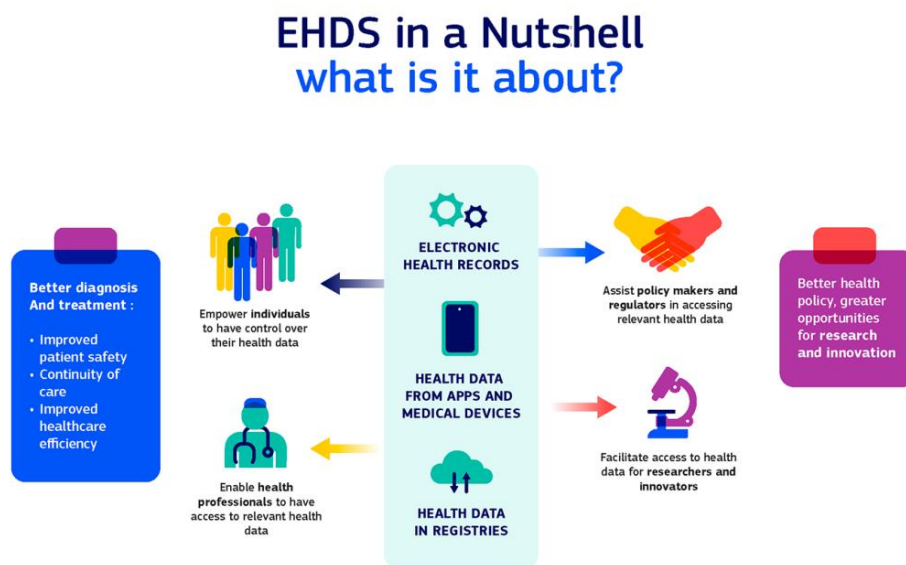 EHDS in a Nutshell
what is it about?
Better diagnosis
And treatment :
• Improved
patient safety
• Continuity of
care
• Improved
healthcare
efficiency
Empower individuals
to have control over
their health data
Enable health
professionals to have
access to relevant health
data
ELECTRONIC
HEALTH RECORDS
HEALTH DATA
FROM APPS AND
MEDICAL DEVICES
HEALTH DATA
IN REGISTRIES
Assist policy makers and
regulators in accessing
relevant health data
Facilitate access to health
data for researchers and
innovators
Better health
policy, greater
opportunities
for research
and innovation